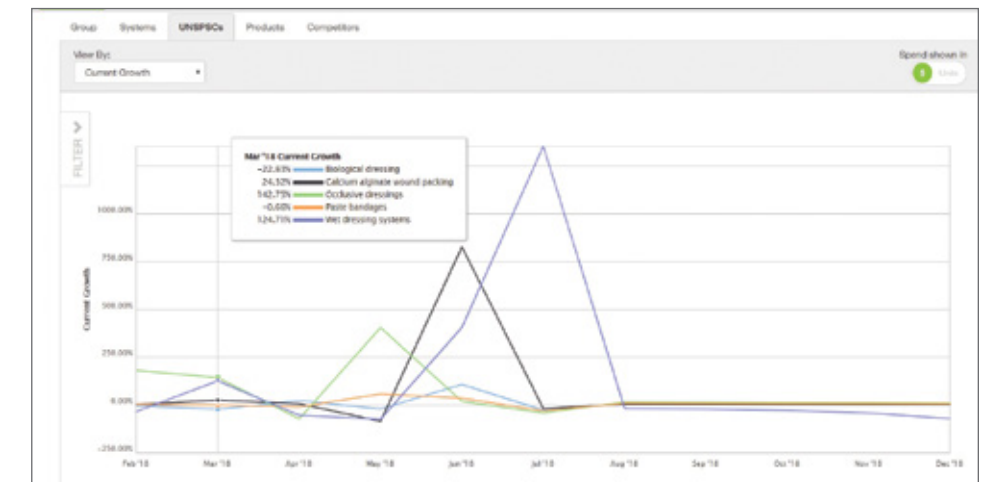 Group Systems UNSPSCs Products Competitors
View By:
Current Growth
Spend shown in
$ Units
FILTER
Mar '18 Current Growth
-22.63% Biological dressing
24.32% Calcium alginate wound packing
142.75% Occlusive dressings
-0.68% Paste bandages
124.71% Wet dressing systems
1000.00%
750.00%
500.00%
250.00%
0.00%
-250.00%
Current Growth
Feb '18 Mar '18 Apr '18 May '18 Jun '18 Jul '18 Aug '18 Sep '18 Oct '18 Nov '18 Dec '18